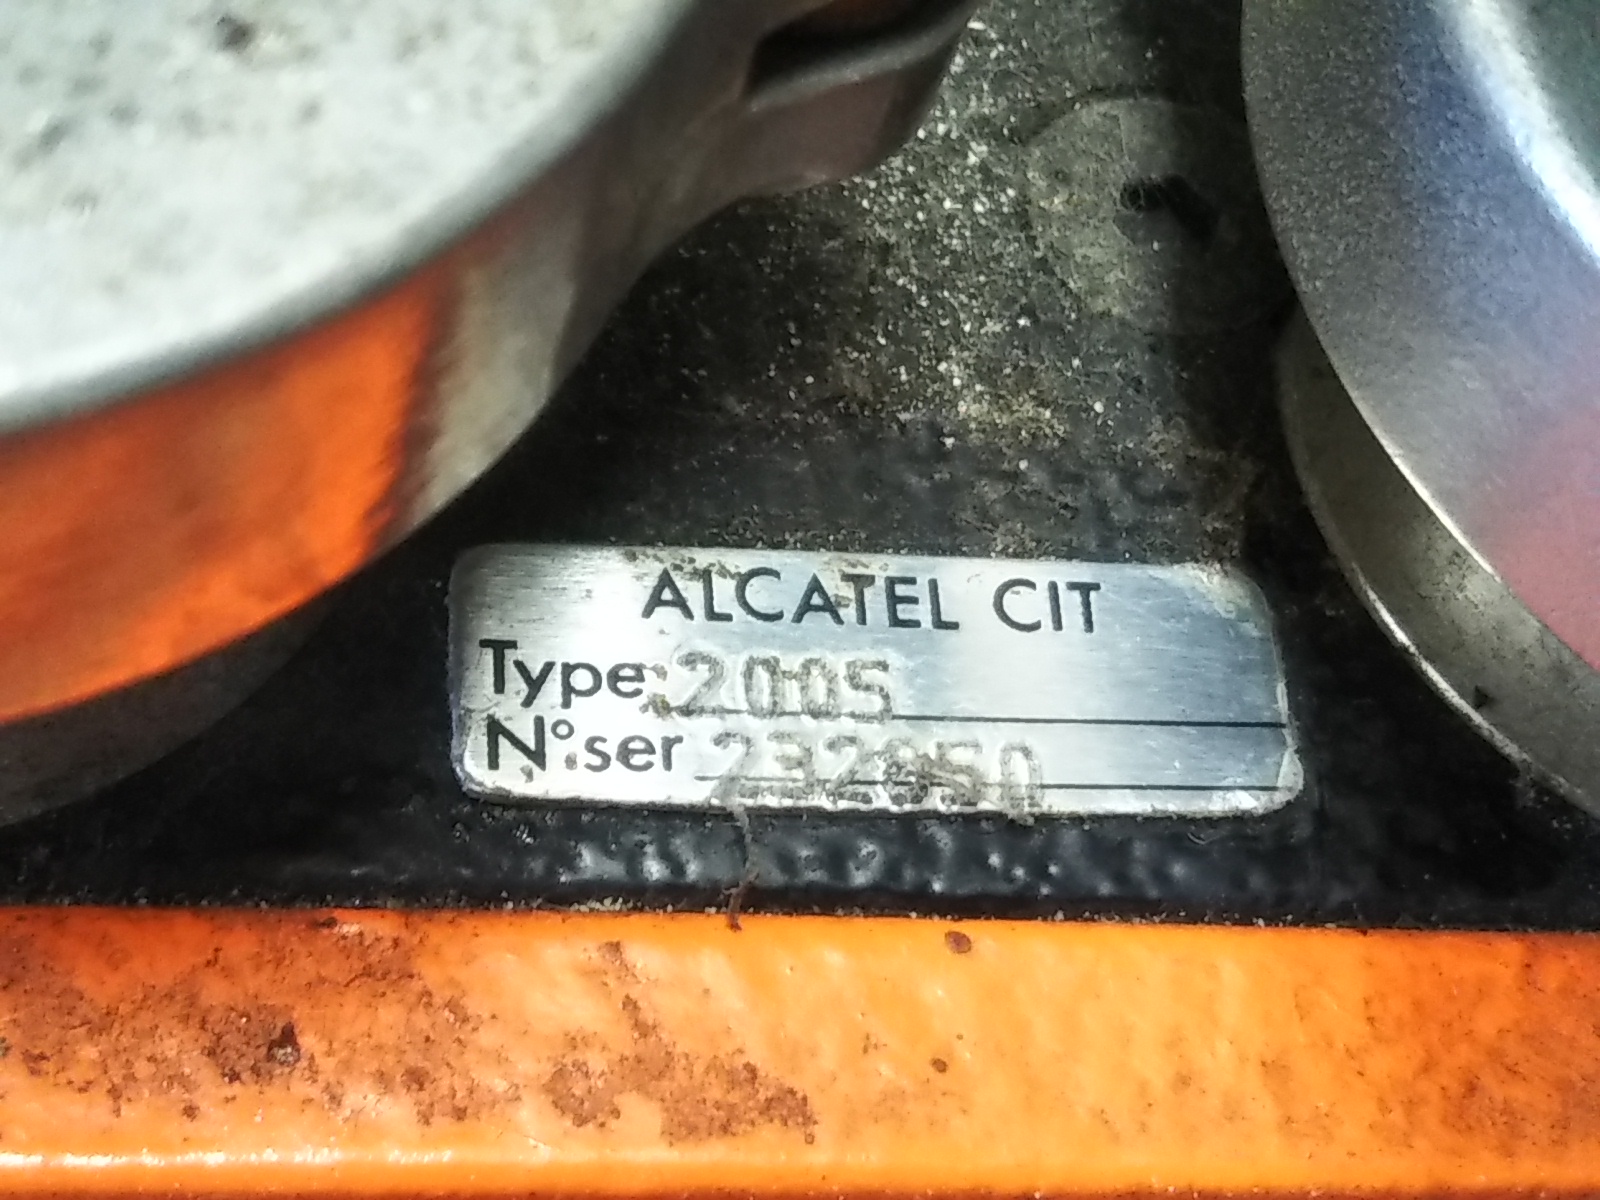 ALCATEL CIT
Type: 2005
N°.ser